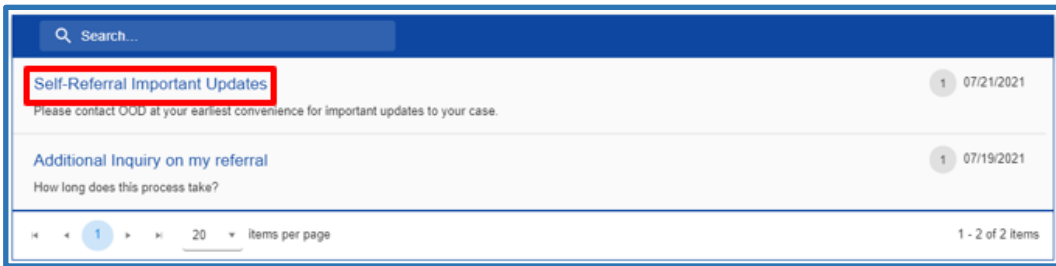 Search...
Self-Referral Important Updates 1 07/21/2021
Please contact OOD at your earliest convenience for important updates to your case.
Additional Inquiry on my referral 1 07/19/2021
How long does this process take?
1 20 items per page 1 - 2 of 2 items